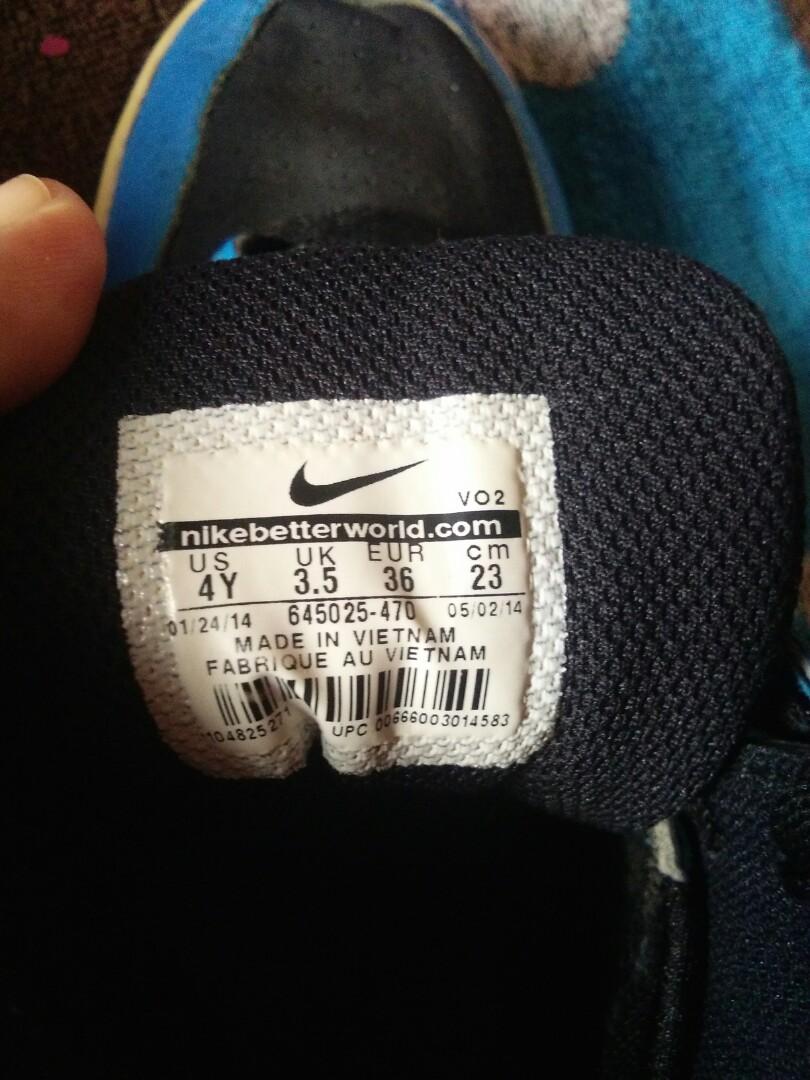 VO2
nikebetterworld.com
US UK EUR cm
4Y 3.5 36 23
01/24/14 645025-470 05/02/14
MADE IN VIETNAM
FABRIQUE AU VIETNAM
UPC 00666003014583